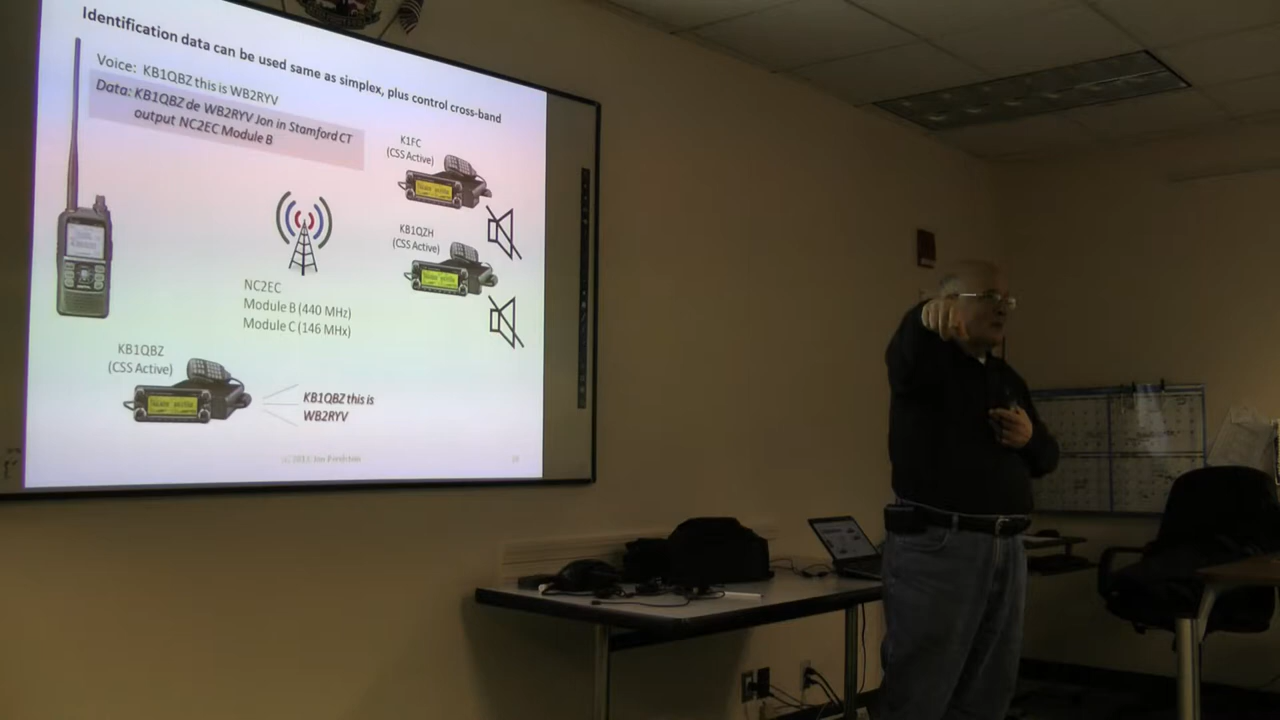 Identification data can be used same as simplex, plus control cross-band
Voice: KB1QBZ this is WB2RYV
Data: KB1QBZ de WB2RYV Jon in Stamford CT
output NC2EC Module B
K1FC
(CSS Active)
KB1QZH
(CSS Active)
NC2EC
Module B (440 MHz)
Module C (146 MHx)
KB1QBZ
(CSS Active)
KB1QBZ this is
WB2RYV